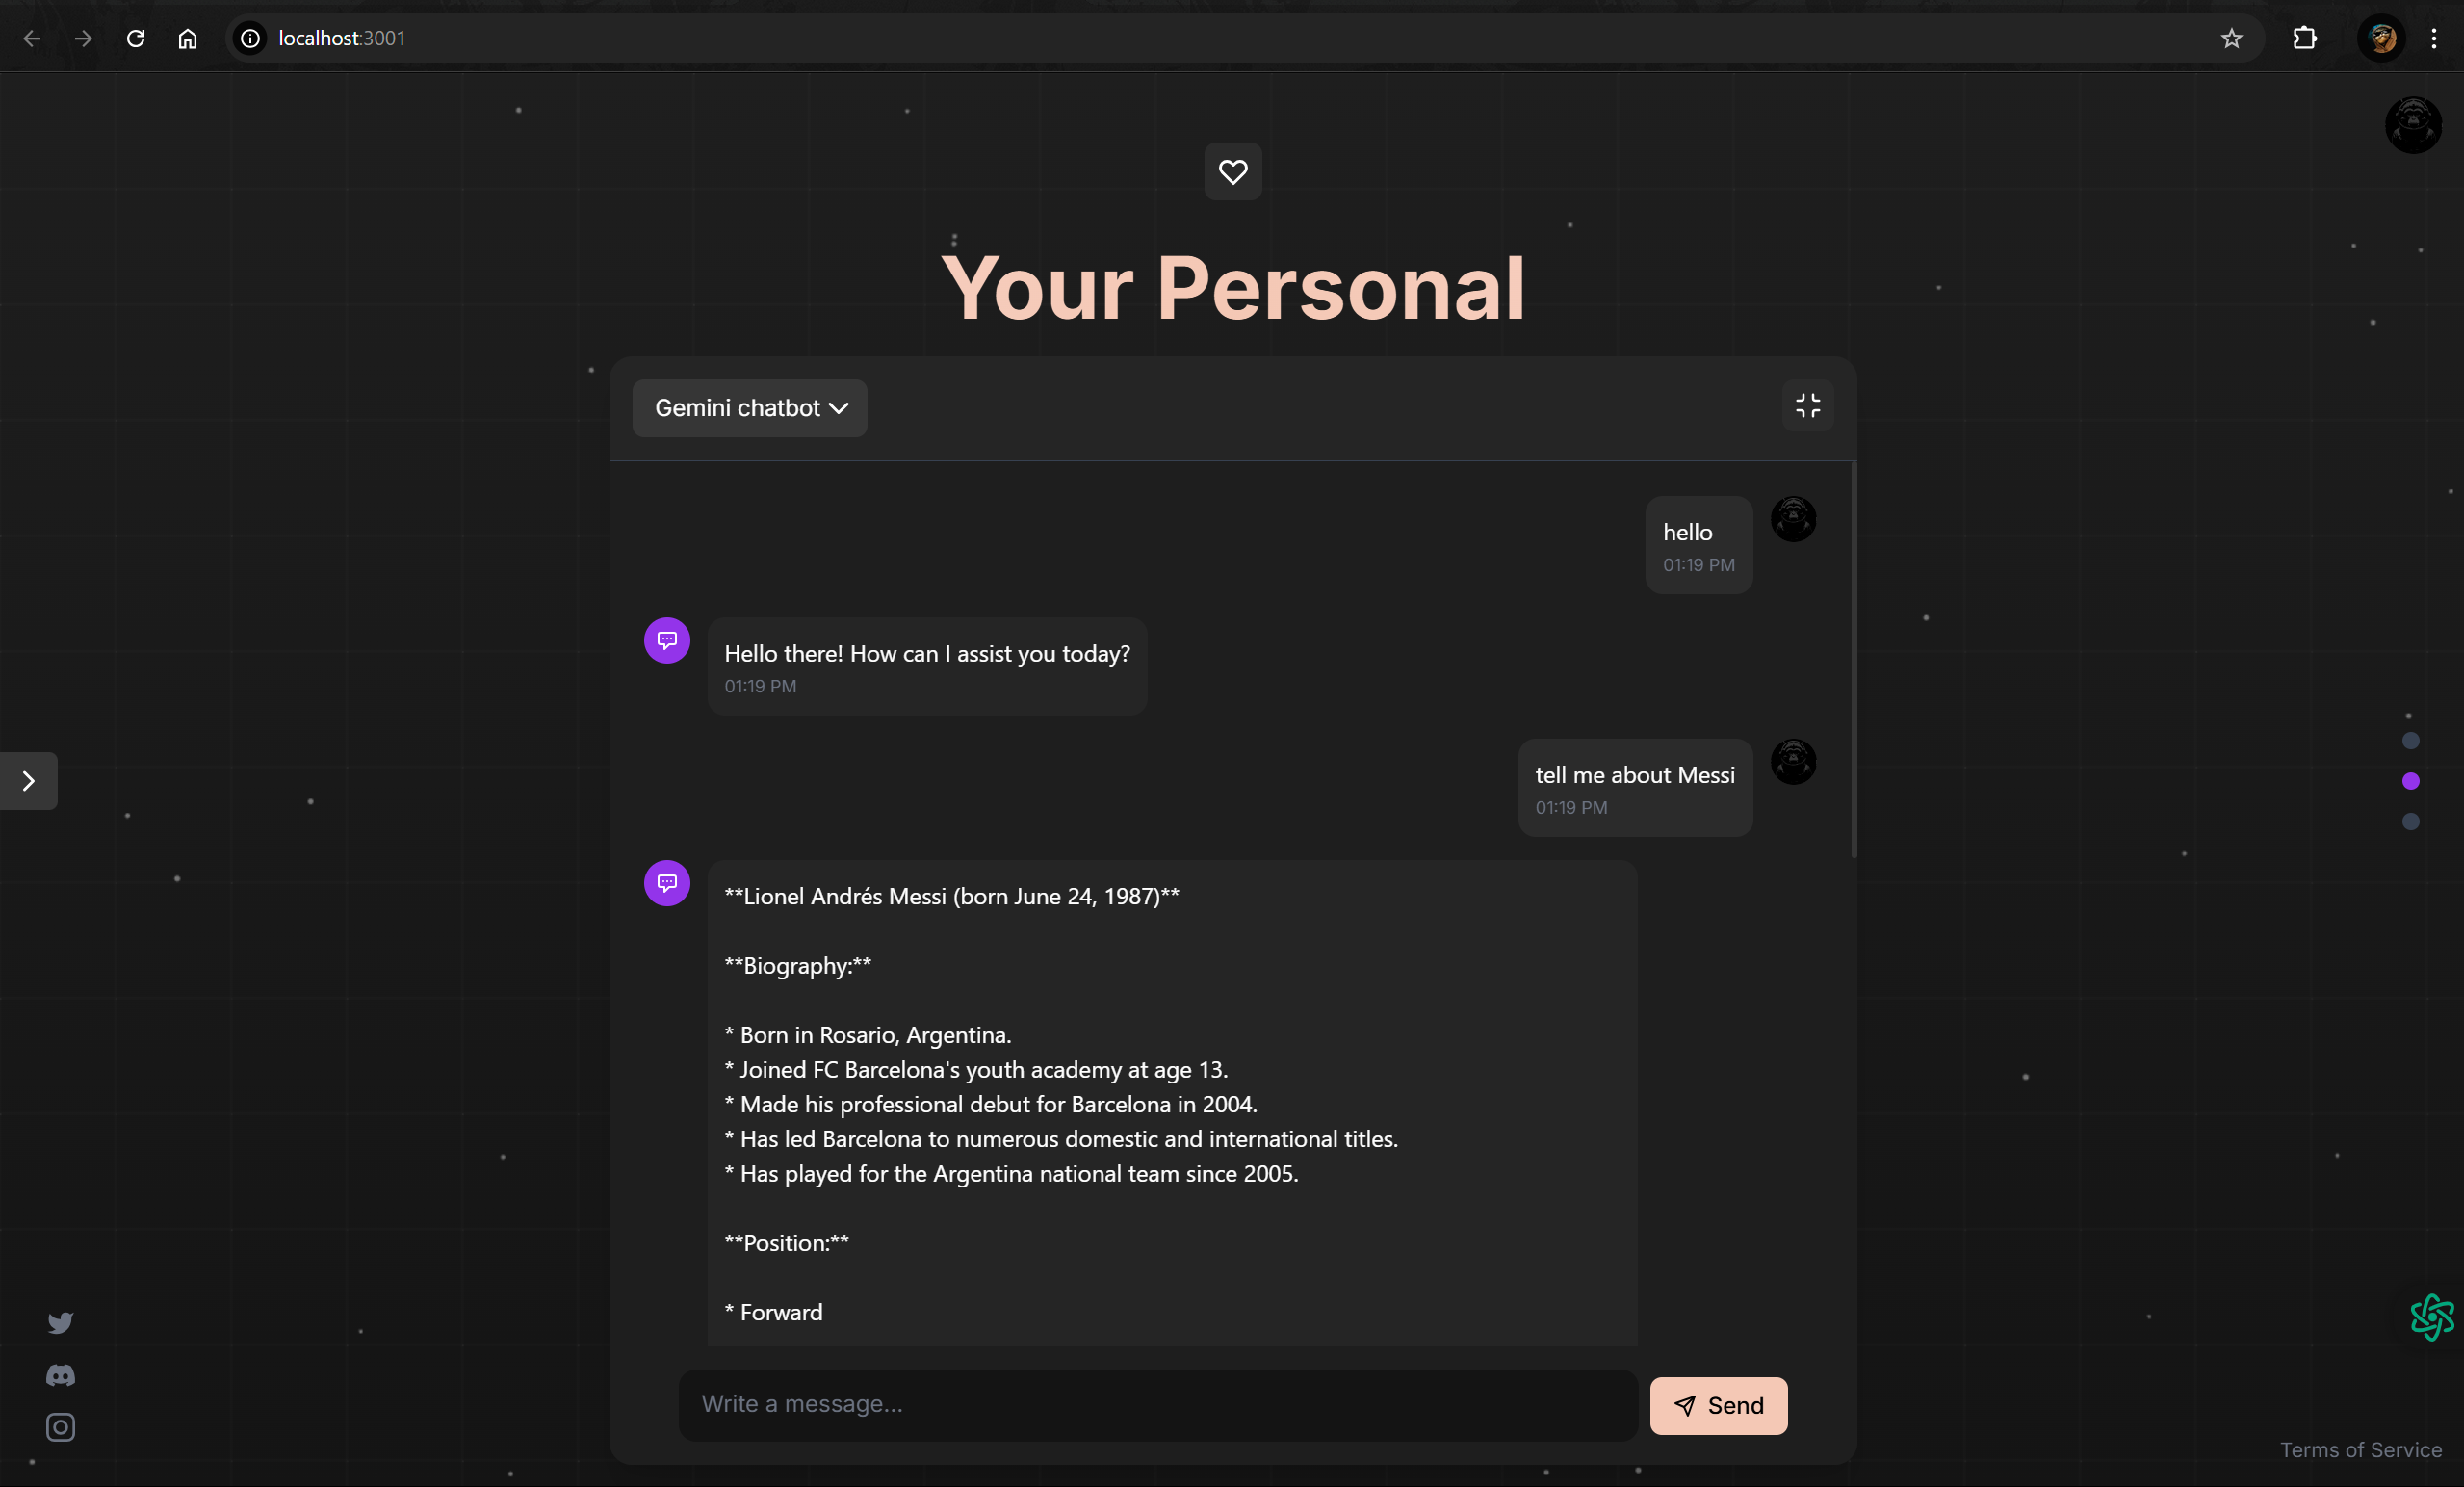 localhost:3001
Your Personal
Gemini chatbot
hello
01:19 PM
Hello there! How can I assist you today?
01:19 PM
tell me about Messi
01:19 PM
**Lionel Andrés Messi (born June 24, 1987)**
**Biography:**
* Born in Rosario, Argentina.
* Joined FC Barcelona's youth academy at age 13.
* Made his professional debut for Barcelona in 2004.
* Has led Barcelona to numerous domestic and international titles.
* Has played for the Argentina national team since 2005.
**Position:**
* Forward
Write a message...
Send
Terms of Service